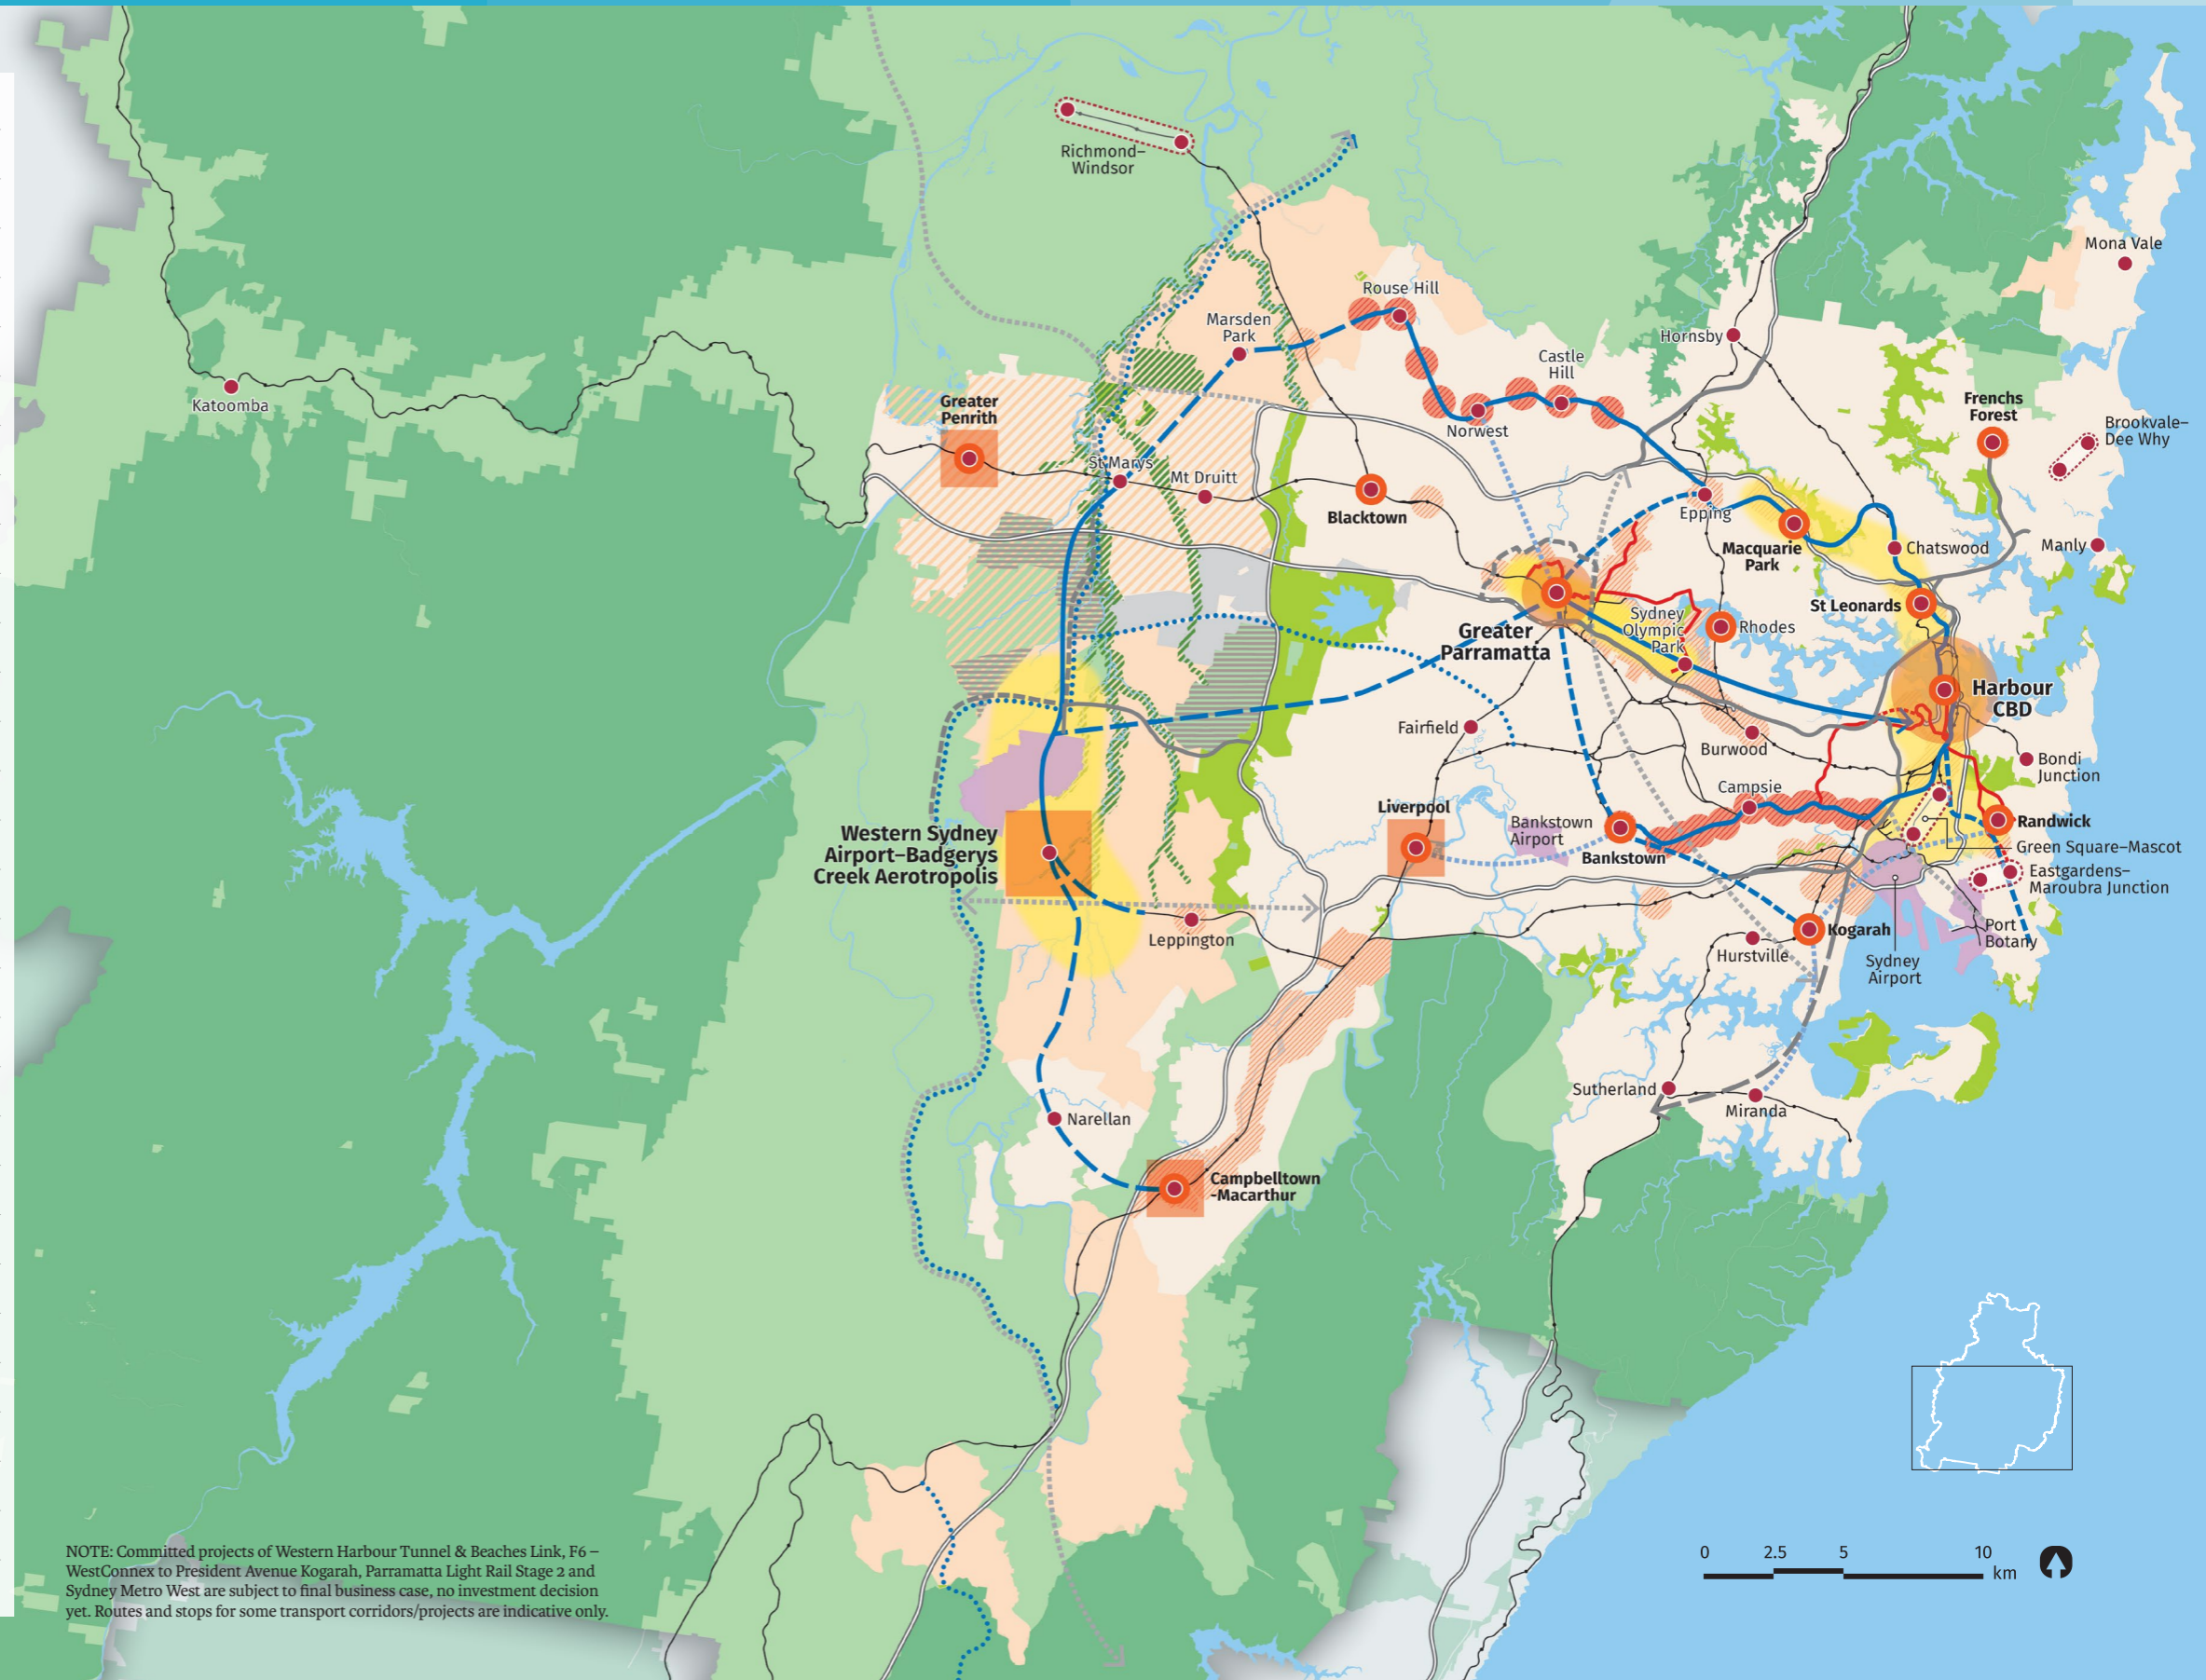 Richmond–
Windsor
Mona Vale
Rouse Hill
Marsden
Park
Hornsby
Castle
Hill
Katoomba
Greater
Penrith
Frenchs
Forest
Norwest
Brookvale–
Dee Why
St Marys
Mt Druitt
Blacktown
Epping
Macquarie
Park
Chatswood
Manly
St Leonards
Sydney
Olympic
Park
Rhodes
Greater
Parramatta
Harbour
CBD
Fairfield
Burwood
Bondi
Junction
Campsie
Liverpool
Bankstown
Airport
Bankstown
Randwick
Western Sydney
Airport–Badgerys
Creek Aerotropolis
Green Square–Mascot
Eastgardens–
Maroubra Junction
Leppington
Kogarah
Port
Botany
Hurstville
Sydney
Airport
Sutherland
Miranda
Narellan
Campbelltown
-Macarthur
NOTE: Committed projects of Western Harbour Tunnel & Beaches Link, F6 –
WestConnex to President Avenue Kogarah, Parramatta Light Rail Stage 2 and
Sydney Metro West are subject to final business case, no investment decision
yet. Routes and stops for some transport corridors/projects are indicative only.
0 2.5 5 10
km